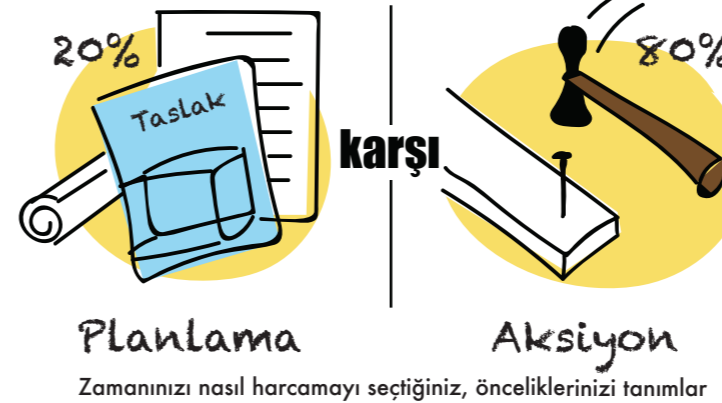 20%
80%
Taslak
karşı
Planlama
Aksiyon
Zamanınızı nasıl harcamayı seçtiğiniz, önceliklerinizi tanımlar